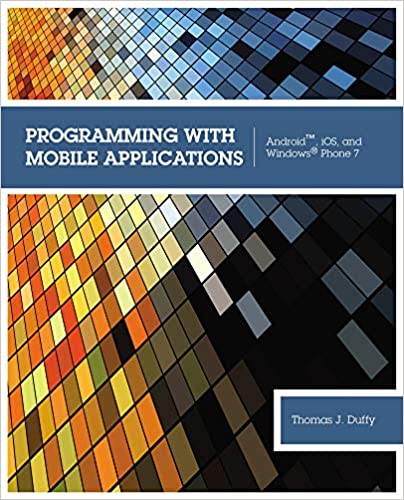 PROGRAMMING WITH
MOBILE APPLICATIONS
Android™, iOS, and
Windows® Phone 7
Thomas J. Duffy